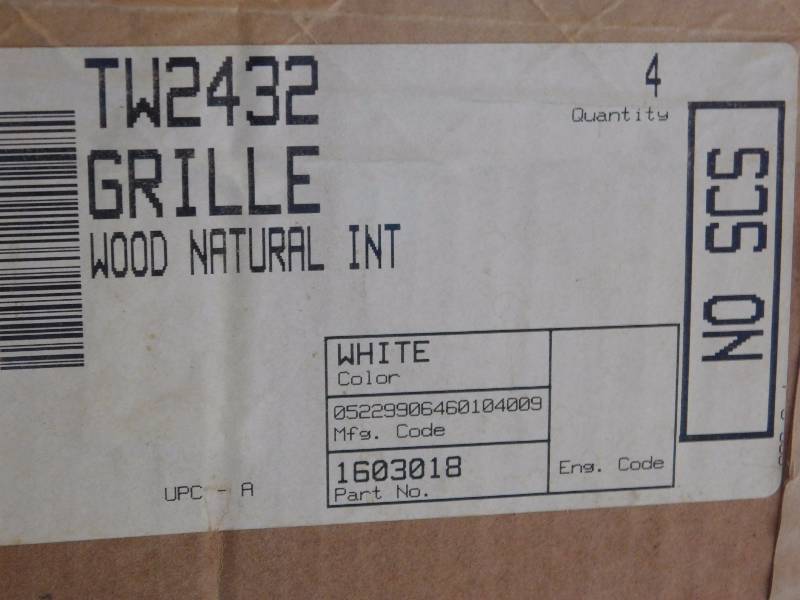 TW2432
GRILLE
WOOD NATURAL INT
4
Quantity
NO SCS
WHITE
Color
05229906460104009
Mfg. Code
1603018
Part No.
Eng. Code
UPC - A